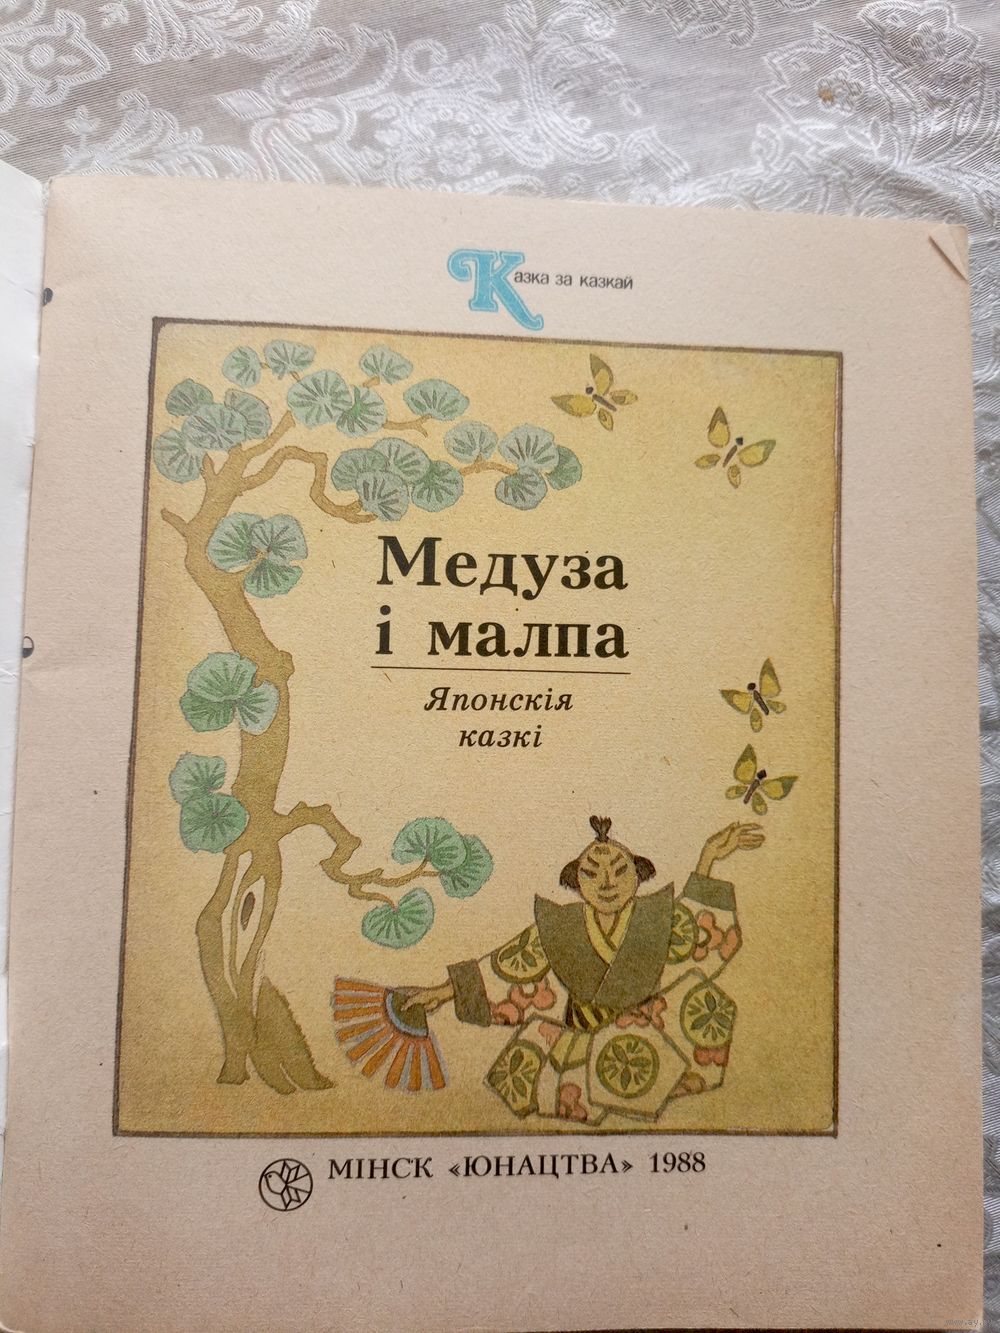 Казка за казкай
Медуза
і малпа
Японскія
казкі
МІНСК «ЮНАЦТВА» 1988